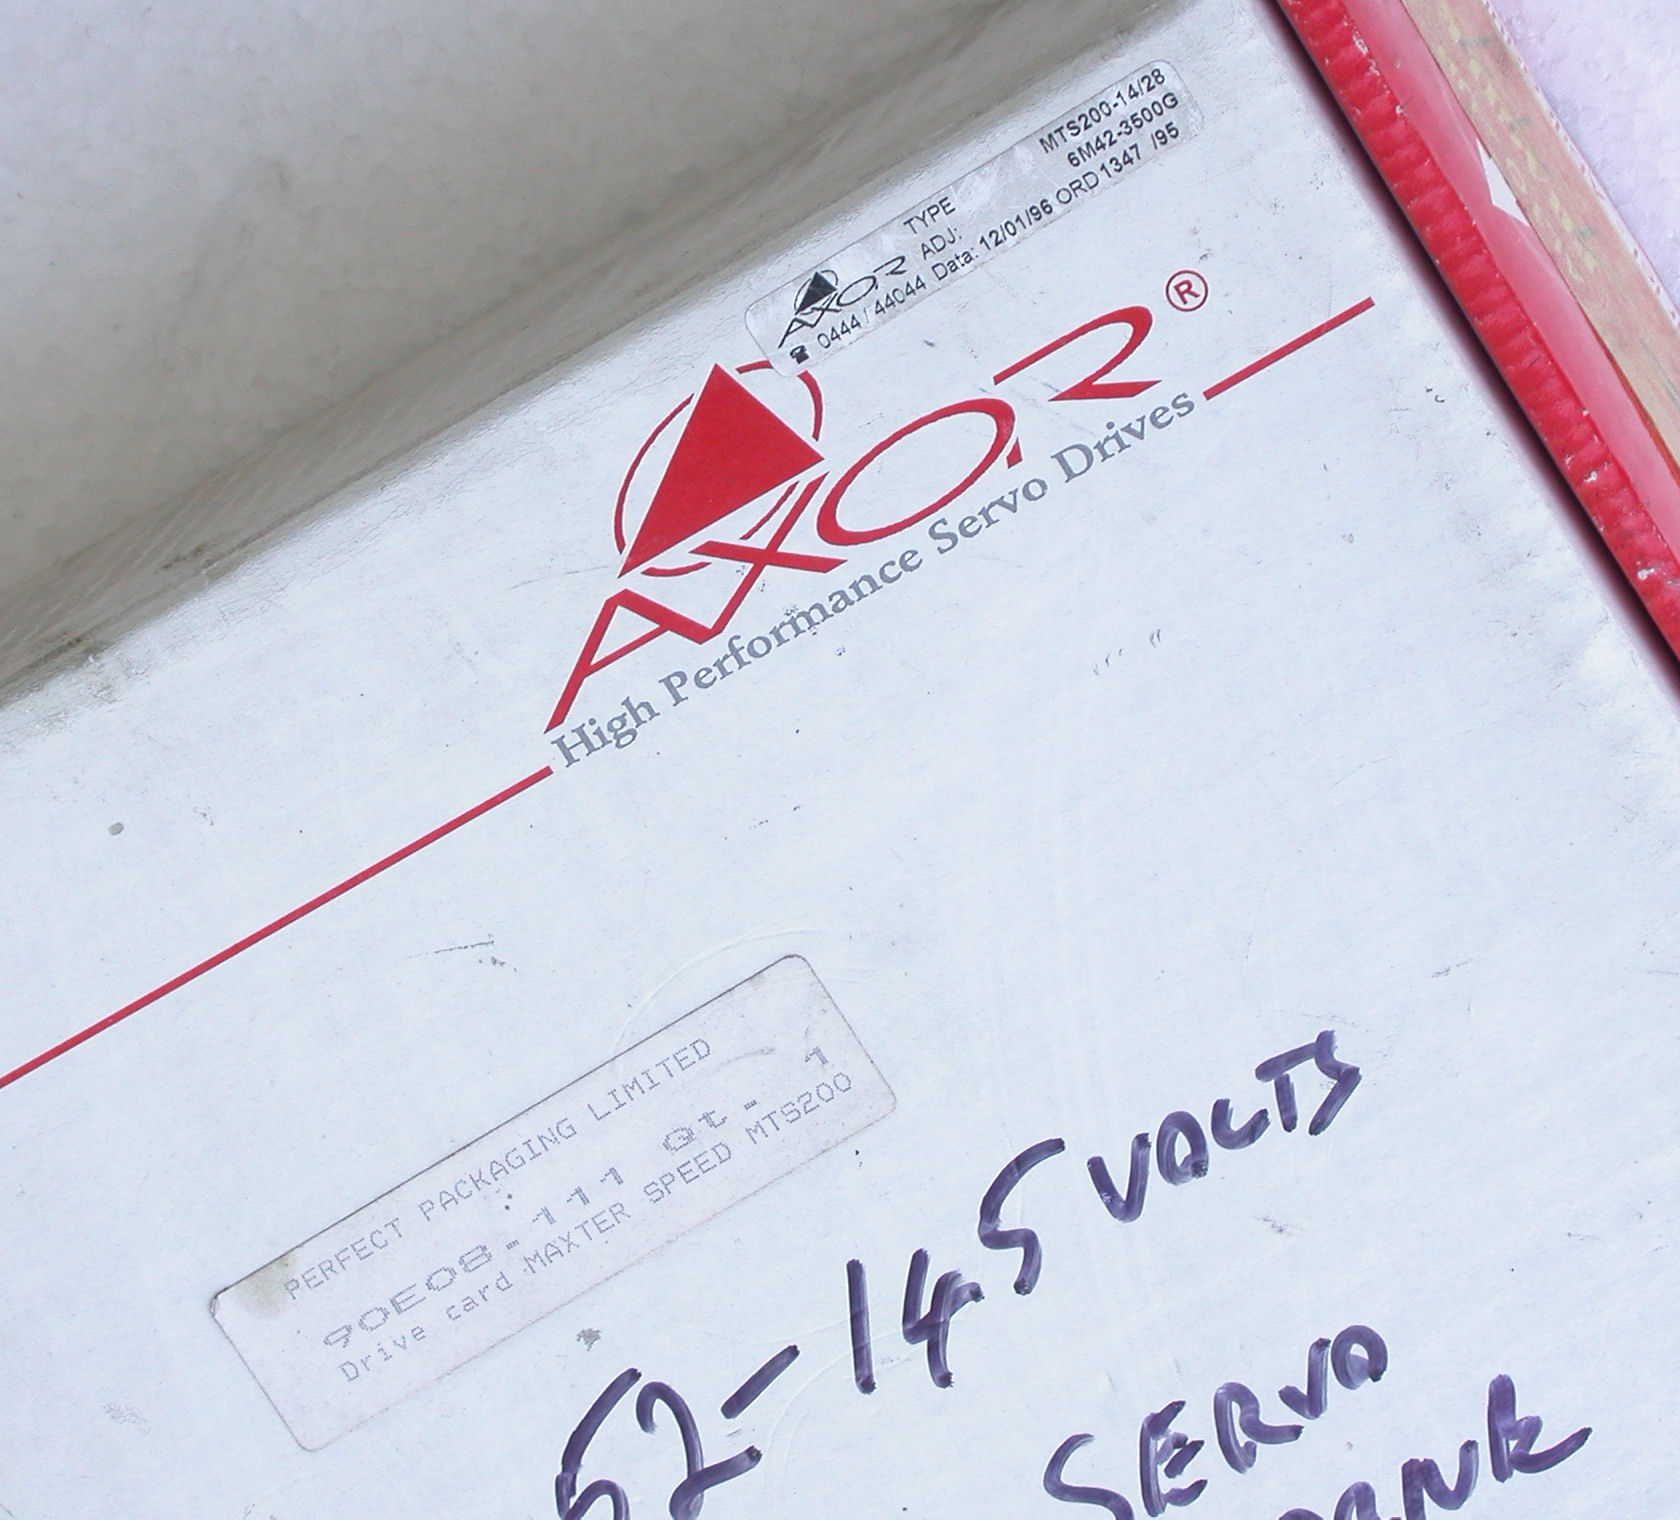 TYPE MTS200-14/28
AXOR ADJ: 6M42-3500G
☎ 0444 / 44044 Data: 12/01/96 ORD 1347 /95
AXOR ®
High Performance Servo Drives
PERFECT PACKAGING LIMITED
90E08-111 Qt- 1
Drive card MAXTER SPEED MTS200
52-145 VOLTS
SERVO